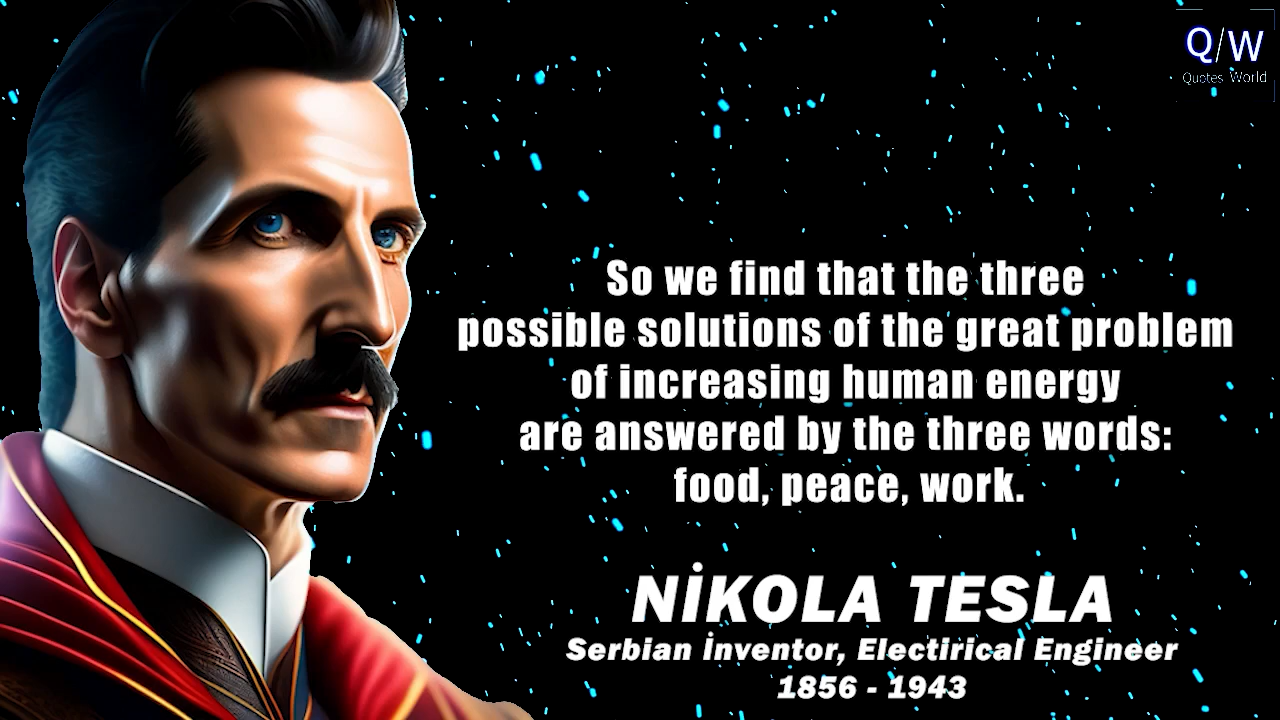 Q/W
Quotes World
So we find that the three
possible solutions of the great problem
of increasing human energy
are answered by the three words:
food, peace, work.
NİKOLA TESLA
Serbian İnventor, Electirical Engineer
1856 - 1943